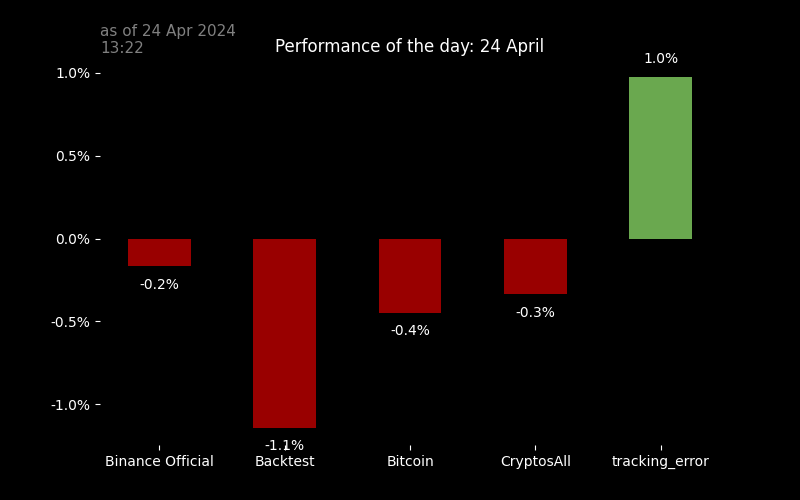 as of 24 Apr 2024
13:22
Performance of the day: 24 April
1.0%
1.0%
0.5%
0.0%
-0.2%
-0.5%
-0.3%
-0.4%
-1.0%
-1.1%
Binance Official
Backtest
Bitcoin
CryptosAll
tracking_error